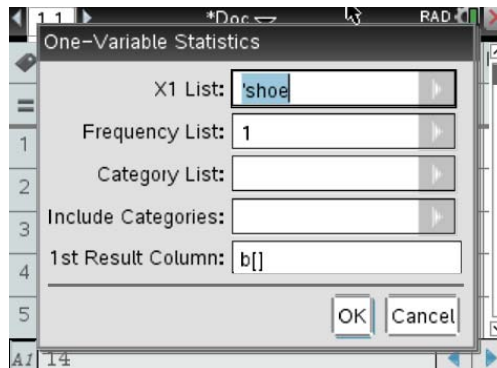 1.1 *Doc RAD
One-Variable Statistics
X1 List: 'shoe
Frequency List: 1
Category List:
Include Categories:
1st Result Column: b[]
OK Cancel
=
1
2
3
4
5
A1 14